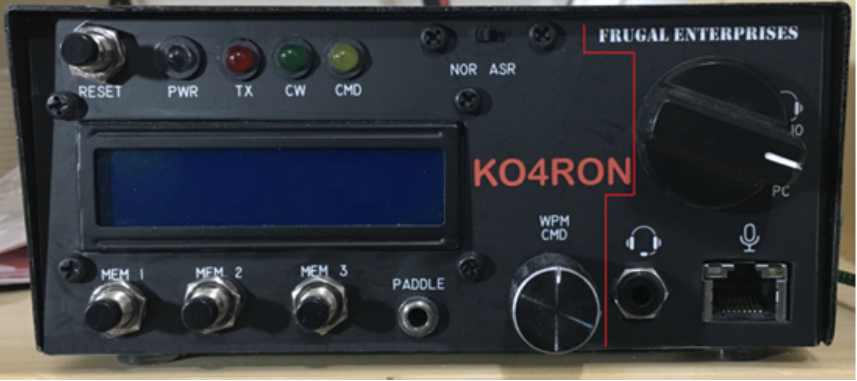 FRUGAL ENTERPRISES
NOR ASR
RESET PWR TX CW CMD
IO
KO4RON
PC
WPM
CMD
MEM 1 MEM 2 MEM 3
PADDLE